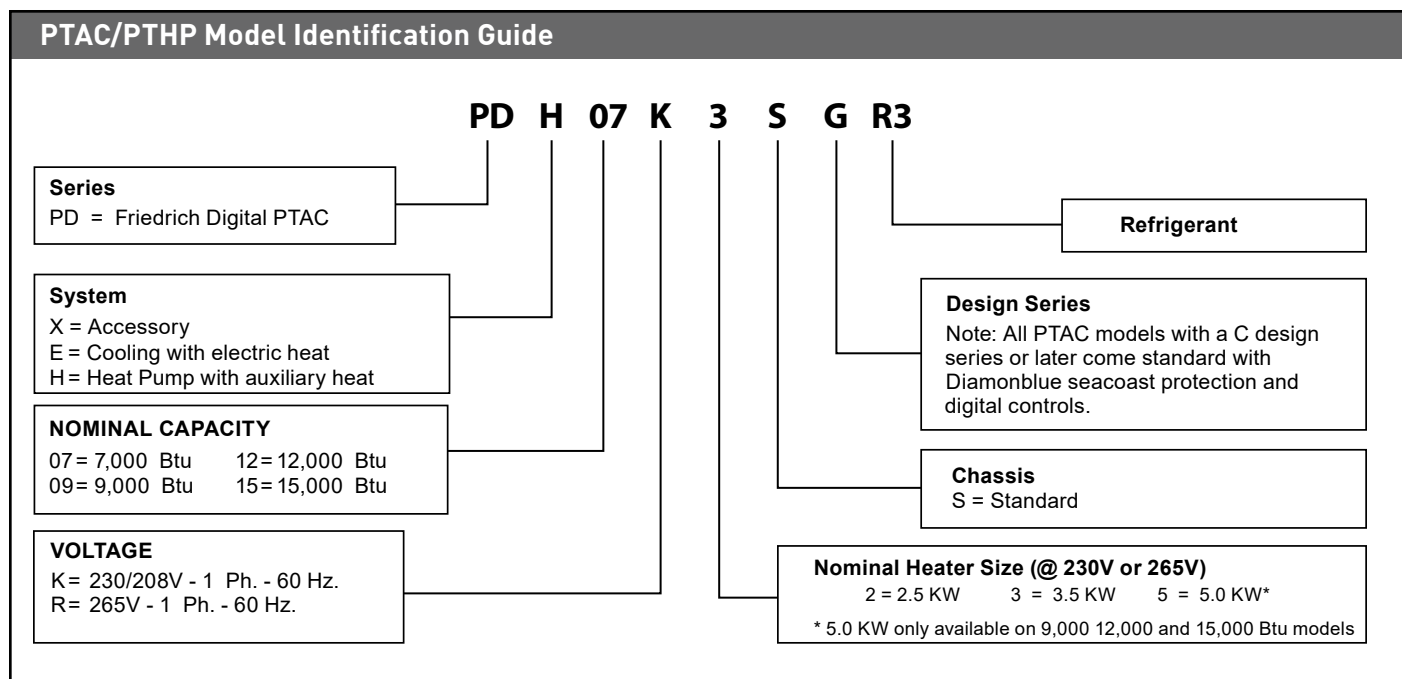 PTAC/PTHP Model Identification Guide
PD H 07 K 3 S G R3
Series
PD = Friedrich Digital PTAC
System
X = Accessory
E = Cooling with electric heat
H = Heat Pump with auxiliary heat
NOMINAL CAPACITY
07 = 7,000 Btu 12 = 12,000 Btu
09 = 9,000 Btu 15 = 15,000 Btu
VOLTAGE
K = 230/208V - 1 Ph. - 60 Hz.
R = 265V - 1 Ph. - 60 Hz.
Refrigerant
Design Series
Note: All PTAC models with a C design
series or later come standard with
Diamonblue seacoast protection and
digital controls.
Chassis
S = Standard
Nominal Heater Size (@ 230V or 265V)
2 = 2.5 KW 3 = 3.5 KW 5 = 5.0 KW*
* 5.0 KW only available on 9,000 12,000 and 15,000 Btu models